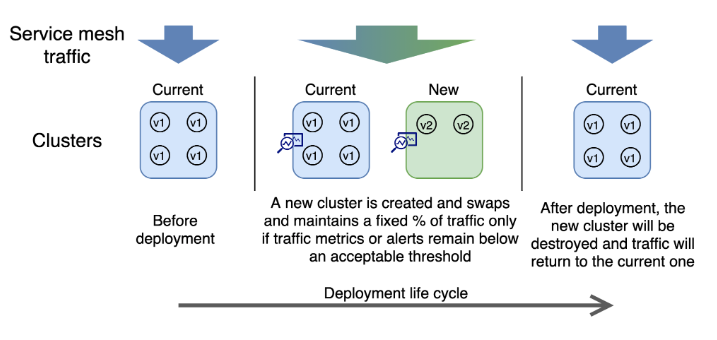 Service mesh
traffic
Current
Current
New
Current
Clusters
v1
v1
v1
v1
v1
v1
v1
v1
v2
v2
v1
v1
v1
v1
Before
deployment
A new cluster is created and swaps
and maintains a fixed % of traffic only
if traffic metrics or alerts remain below
an acceptable threshold
After deployment, the
new cluster will be
destroyed and traffic will
return to the current one
Deployment life cycle